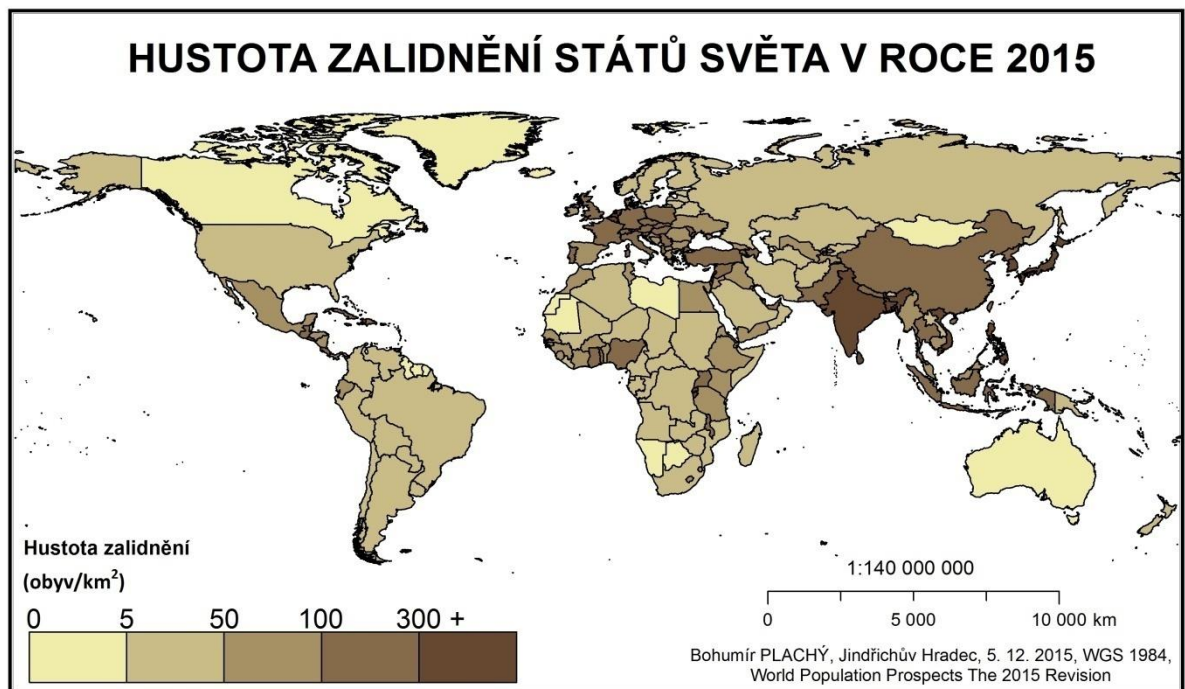 HUSTOTA ZALIDNĚNÍ STÁTŮ SVĚTA V ROCE 2015
Hustota zalidnění
(obyv/km²)
0 5 50 100 300 +
1:140 000 000
0 5 000 10 000 km
Bohumír PLACHÝ, Jindřichův Hradec, 5. 12. 2015, WGS 1984,
World Population Prospects The 2015 Revision